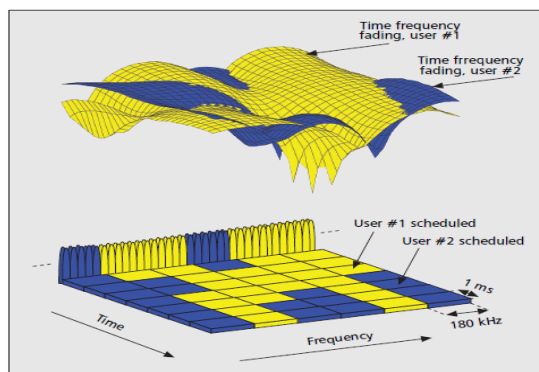 Time frequency
fading, user #1
Time frequency
fading, user #2
User #1 scheduled
User #2 scheduled
1 ms
180 kHz
Time
Frequency